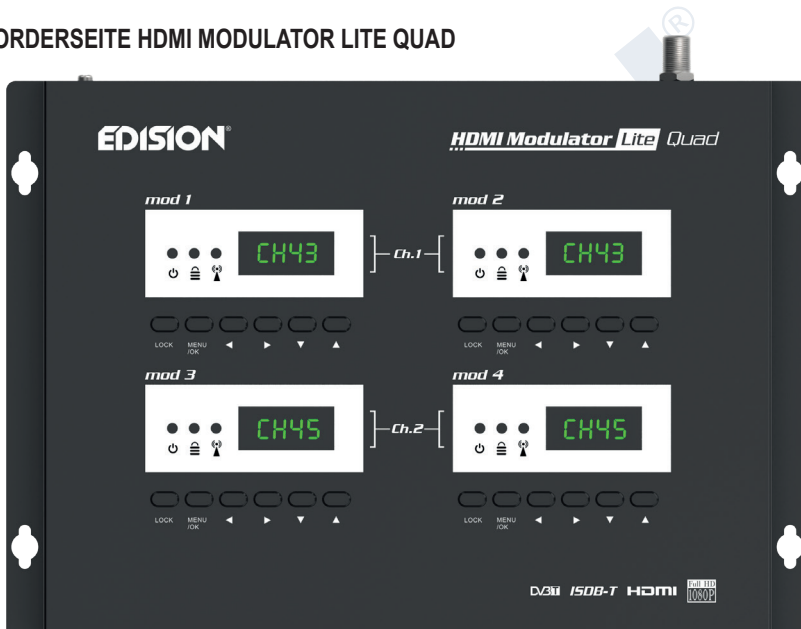 ORDERSEITE HDMI MODULATOR LITE QUAD
®
EDISION®
HDMI Modulator Lite Quad
mod 1
mod 2
CH43
Ch.1
CH43
LOCK MENU /OK ◀ ▶ ▼ ▲
LOCK MENU /OK ◀ ▶ ▼ ▲
mod 3
mod 4
CH45
Ch.2
CH45
LOCK MENU /OK ◀ ▶ ▼ ▲
LOCK MENU /OK ◀ ▶ ▼ ▲
DVB-T ISDB-T HDMI Full HD 1080P